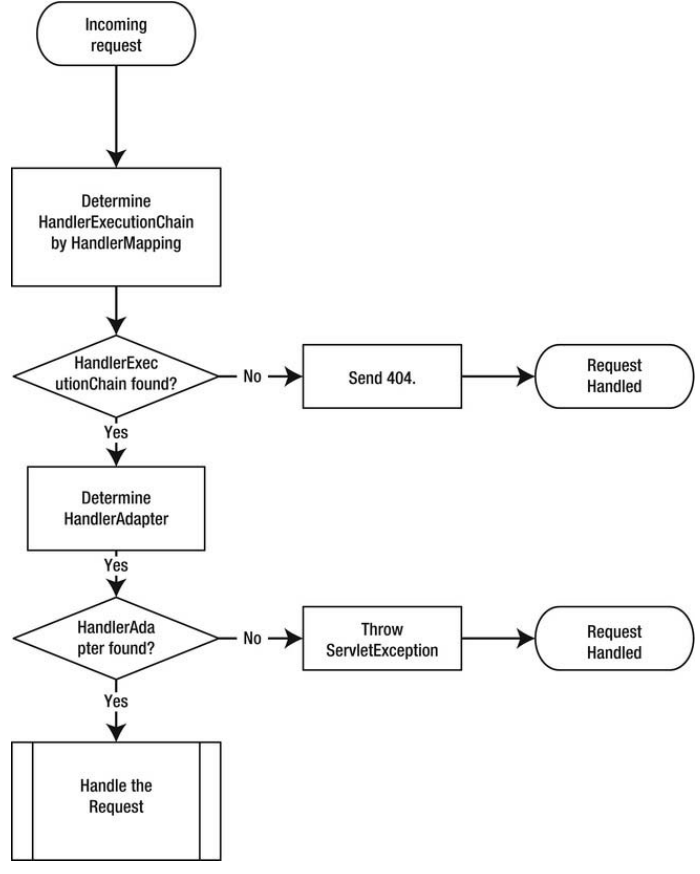 Incoming
request
Determine
HandlerExecutionChain
by HandlerMapping
HandlerExec
utionChain found?
No
Send 404.
Request
Handled
Yes
Determine
HandlerAdapter
Yes
HandlerAda
pter found?
No
Throw
ServletException
Request
Handled
Yes
Handle the
Request